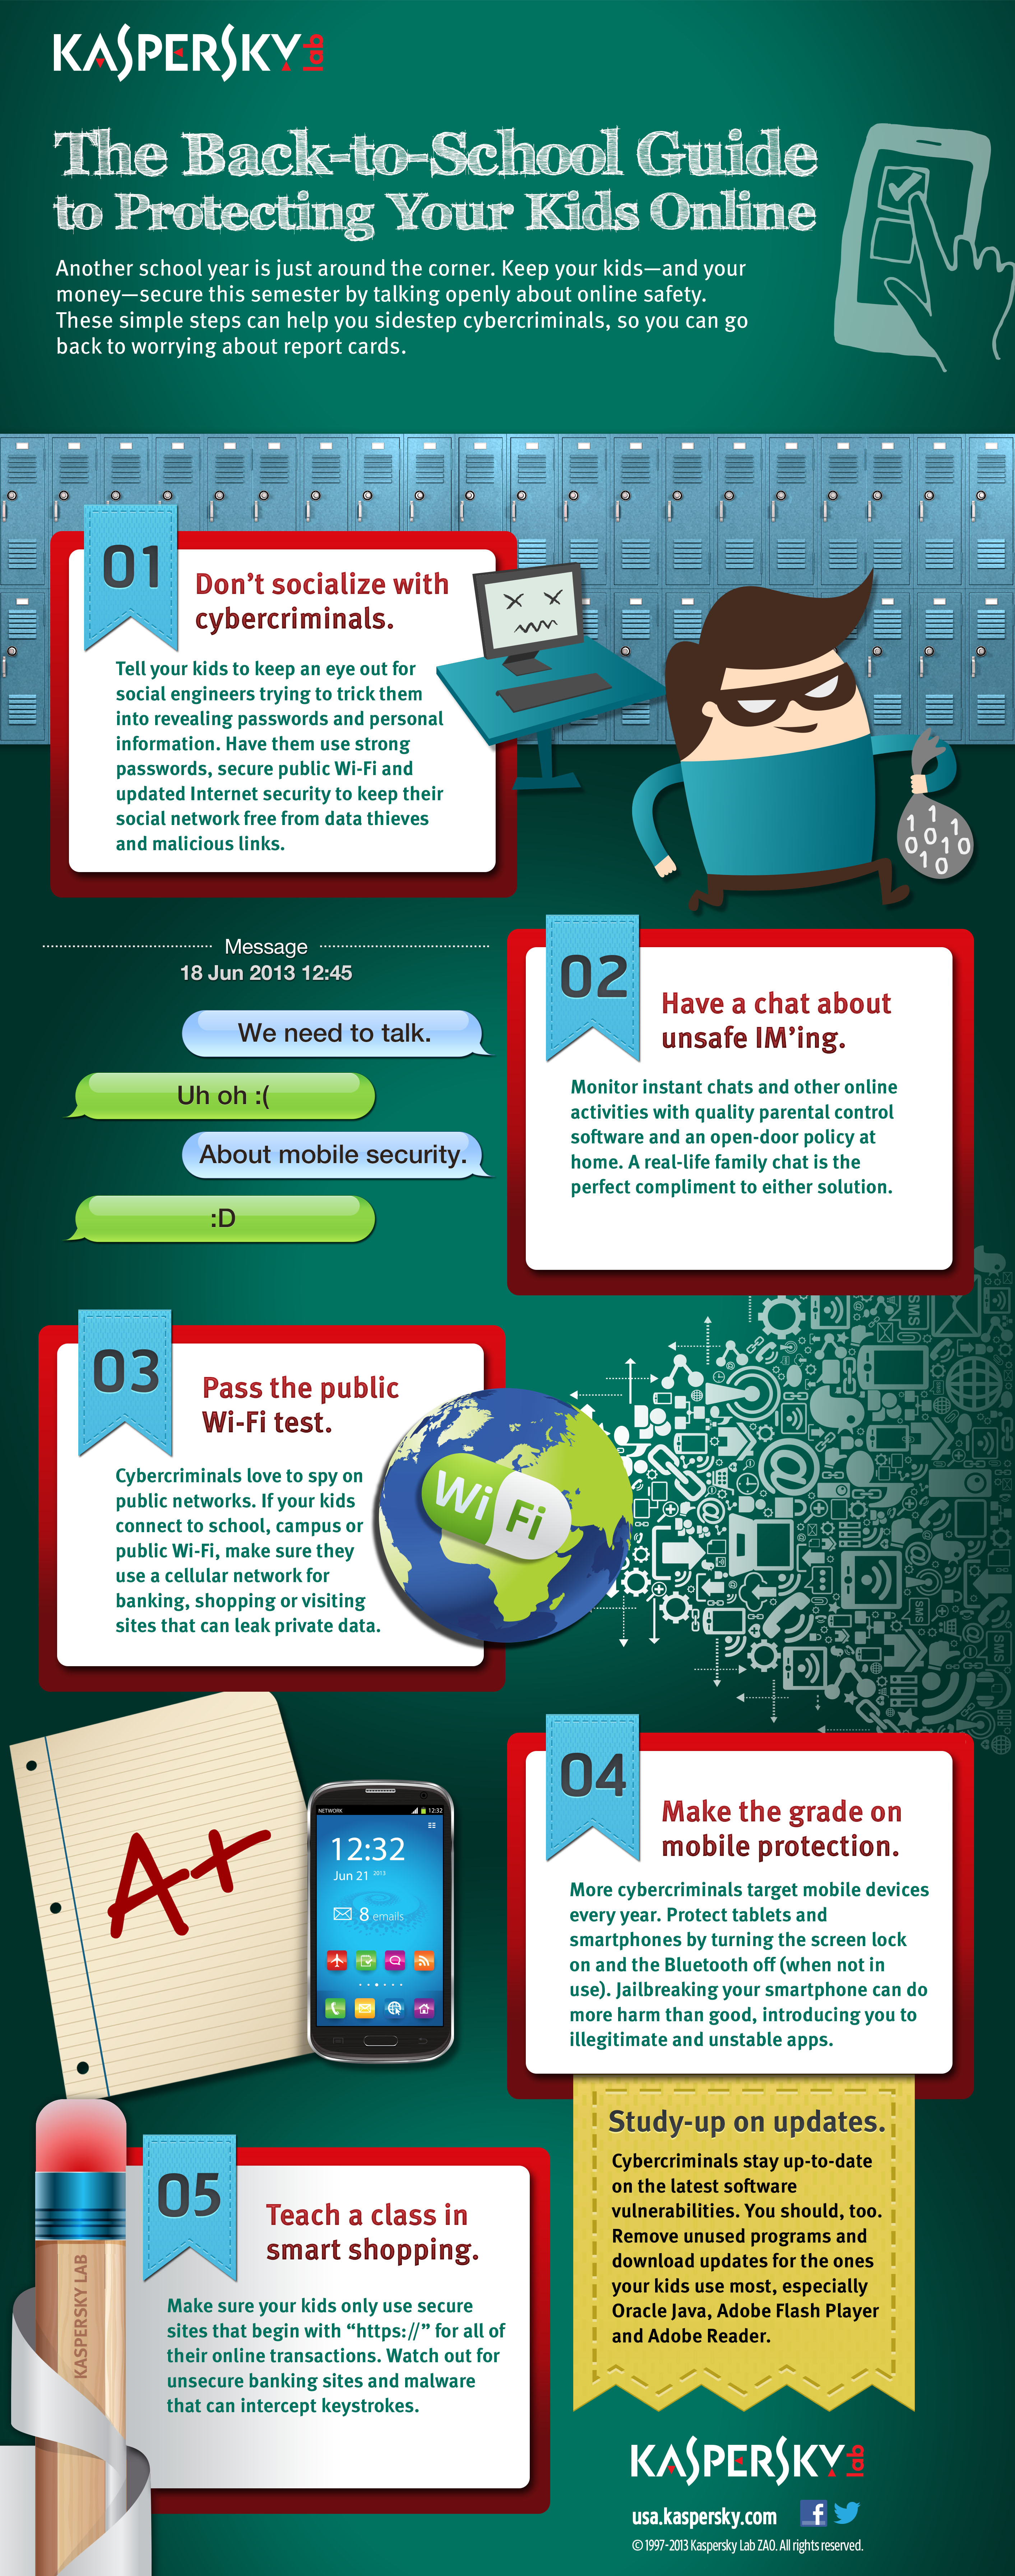 KASPERSKY lab
The Back-to-School Guide
to Protecting Your Kids Online
Another school year is just around the corner. Keep your kids—and your
money—secure this semester by talking openly about online safety.
These simple steps can help you sidestep cybercriminals, so you can go
back to worrying about report cards.
01
Don't socialize with
cybercriminals.
Tell your kids to keep an eye out for
social engineers trying to trick them
into revealing passwords and personal
information. Have them use strong
passwords, secure public Wi-Fi and
updated Internet security to keep their
social network free from data thieves
and malicious links.
1 1 1
0 0 1 0
1 0
Message
18 Jun 2013 12:45
We need to talk.
Uh oh :(
About mobile security.
:D
02
Have a chat about
unsafe IM'ing.
Monitor instant chats and other online
activities with quality parental control
software and an open-door policy at
home. A real-life family chat is the
perfect compliment to either solution.
03
Pass the public
Wi-Fi test.
Cybercriminals love to spy on
public networks. If your kids
connect to school, campus or
public Wi-Fi, make sure they
use a cellular network for
banking, shopping or visiting
sites that can leak private data.
Wi Fi
SMS
@
@
SMS
SMS
A+
NETWORK 12:32
12:32
Jun 21 2013
8 emails
04
Make the grade on
mobile protection.
More cybercriminals target mobile devices
every year. Protect tablets and
smartphones by turning the screen lock
on and the Bluetooth off (when not in
use). Jailbreaking your smartphone can do
more harm than good, introducing you to
illegitimate and unstable apps.
Study-up on updates.
Cybercriminals stay up-to-date
on the latest software
vulnerabilities. You should, too.
Remove unused programs and
download updates for the ones
your kids use most, especially
Oracle Java, Adobe Flash Player
and Adobe Reader.
KASPERSKY LAB
05
Teach a class in
smart shopping.
Make sure your kids only use secure
sites that begin with “https://” for all of
their online transactions. Watch out for
unsecure banking sites and malware
that can intercept keystrokes.
KASPERSKY lab
usa.kaspersky.com f
© 1997-2013 Kaspersky Lab ZAO. All rights reserved.